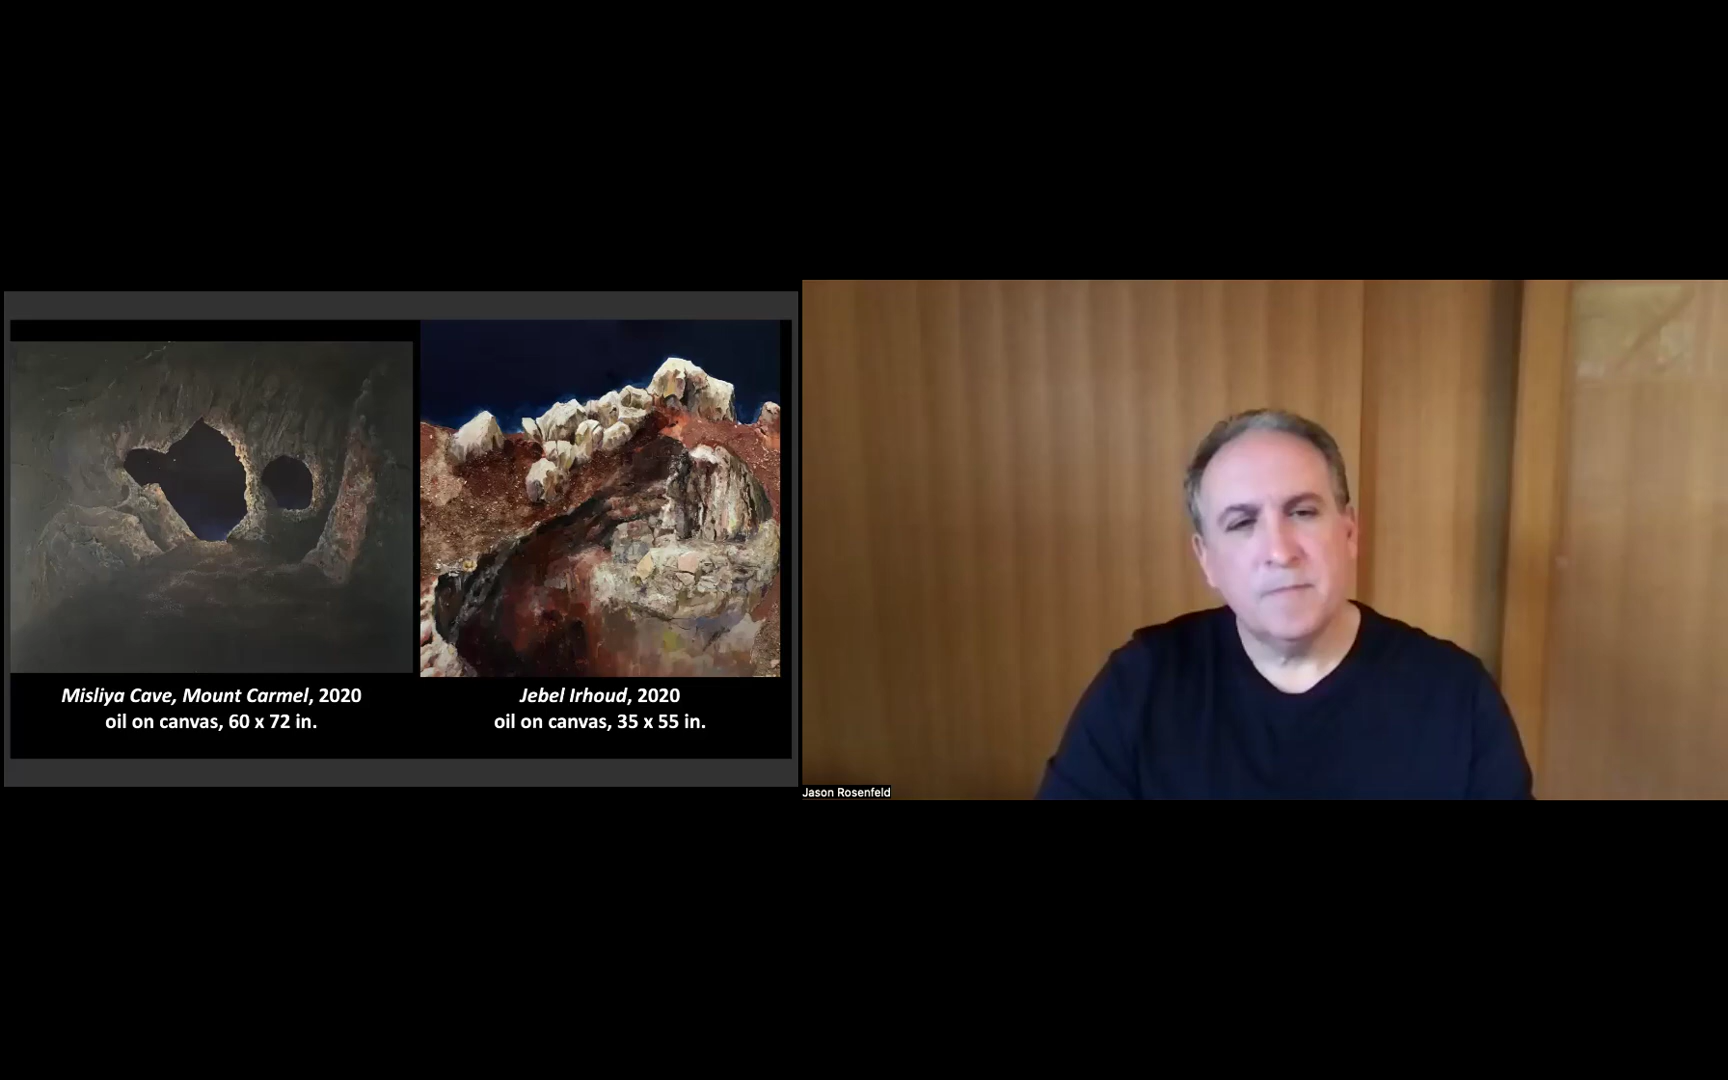 Misliya Cave, Mount Carmel, 2020
oil on canvas, 60 x 72 in.
Jebel Irhoud, 2020
oil on canvas, 35 x 55 in.
Jason Rosenfeld